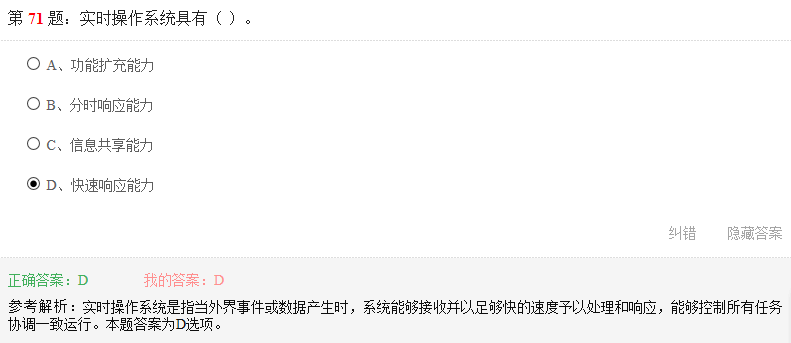 第 71 题：实时操作系统具有（ ）。
A、功能扩充能力
B、分时响应能力
C、信息共享能力
D、快速响应能力
纠错 隐藏答案
正确答案：D 我的答案：D
参考解析：实时操作系统是指当外界事件或数据产生时，系统能够接收并以足够快的速度予以处理和响应，能够控制所有任务
协调一致运行。本题答案为D选项。